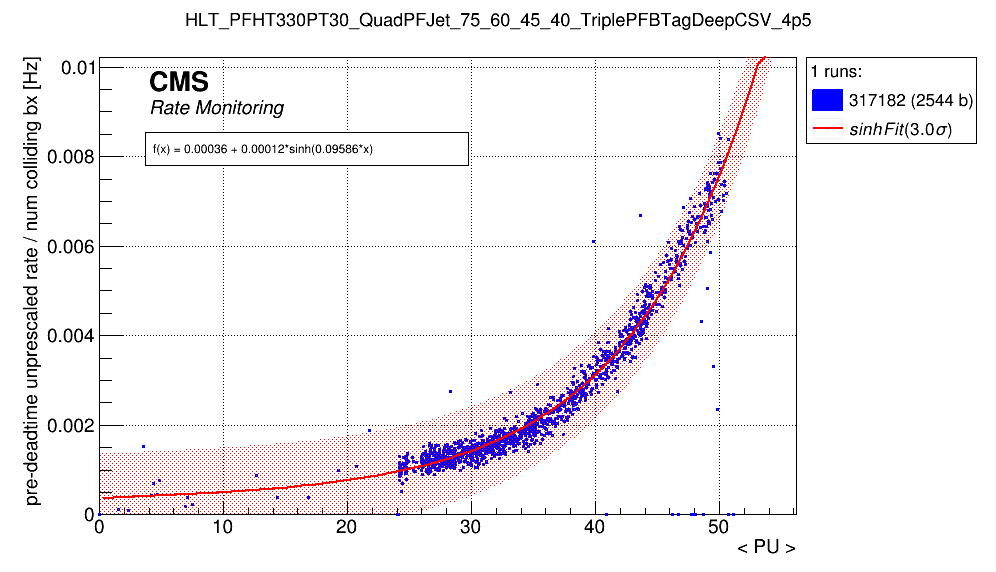 HLT_PFHT330PT30_QuadPFJet_75_60_45_40_TriplePFBTagDeepCSV_4p5
pre-deadtime unprescaled rate / num colliding bx [Hz]
0.01
0.008
0.006
0.004
0.002
0
CMS
Rate Monitoring
f(x) = 0.00036 + 0.00012*sinh(0.09586*x)
0 10 20 30 40 50
< PU >
1 runs:
317182 (2544 b)
sinhFit(3.0σ)